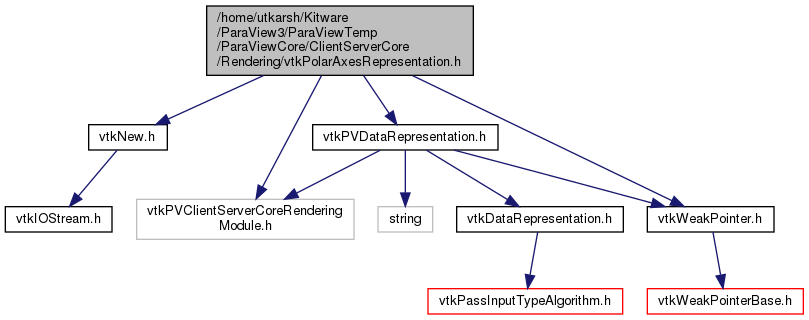 /home/utkarsh/Kitware
/ParaView3/ParaViewTemp
/ParaViewCore/ClientServerCore
/Rendering/vtkPolarAxesRepresentation.h
vtkNew.h
vtkPVDataRepresentation.h
vtkIOStream.h
vtkPVClientServerCoreRendering
Module.h
string
vtkDataRepresentation.h
vtkWeakPointer.h
vtkPassInputTypeAlgorithm.h
vtkWeakPointerBase.h